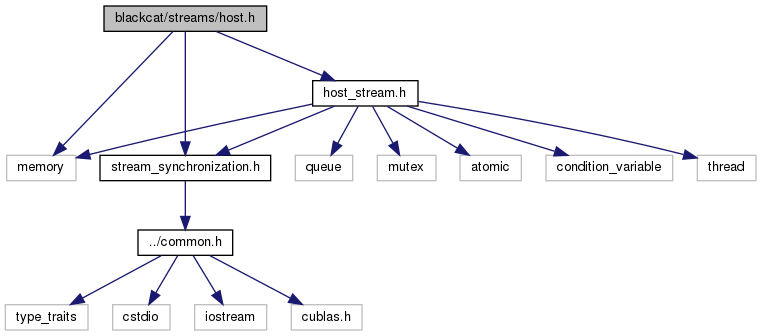 blackcat/streams/host.h
host_stream.h
memory
stream_synchronization.h
queue
mutex
atomic
condition_variable
thread
../common.h
type_traits
cstdio
iostream
cublas.h